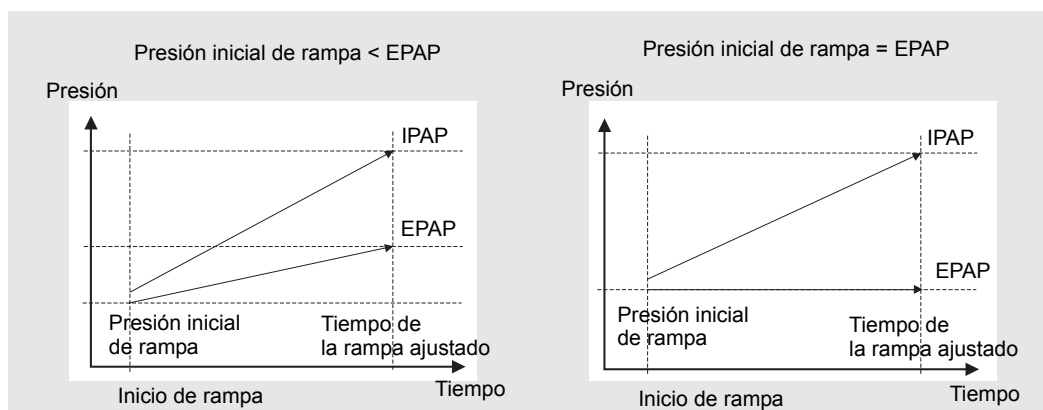 Presión inicial de rampa < EPAP
Presión
IPAP
EPAP
Presión inicial
de rampa
Tiempo de
la rampa ajustado
Inicio de rampa
Tiempo
Presión inicial de rampa = EPAP
Presión
IPAP
EPAP
Presión inicial
de rampa
Tiempo de
la rampa ajustado
Inicio de rampa
Tiempo